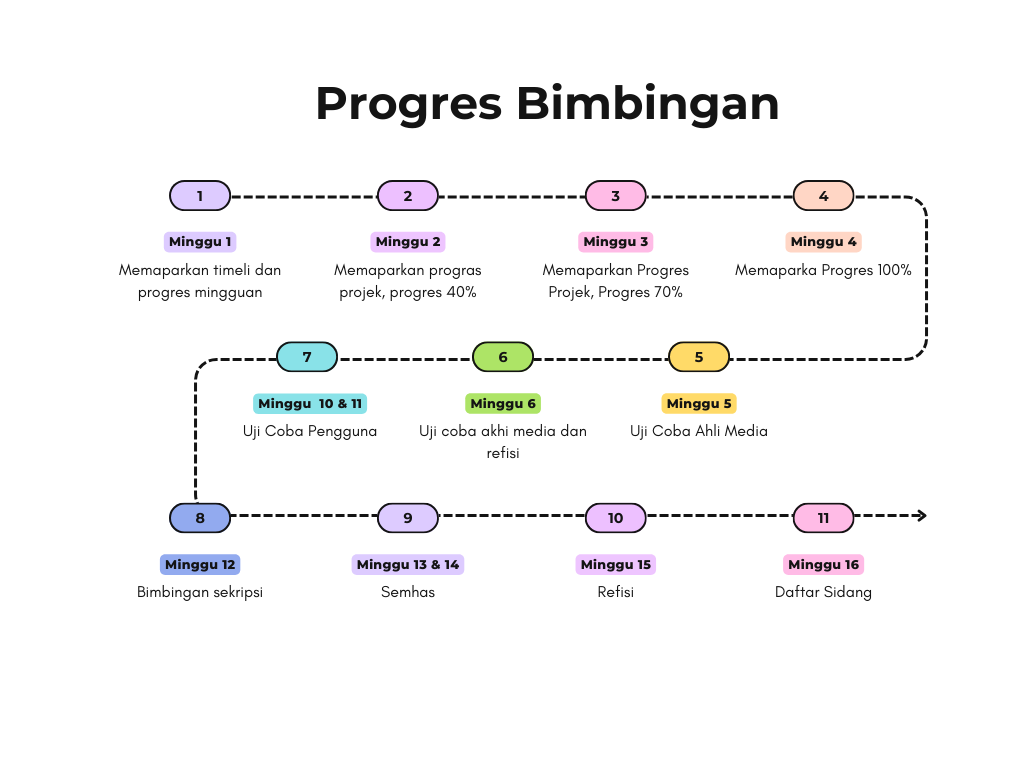 Progres Bimbingan
1
2
3
4
Minggu 1
Minggu 2
Minggu 3
Minggu 4
Memaparkan timeli dan
progres mingguan
Memaparkan progras
projek, progres 40%
Memaparkan Progres
Projek, Progres 70%
Memaparka Progres 100%
7
6
5
Minggu  10 & 11
Minggu 6
Minggu 5
Uji Coba Pengguna
Uji coba akhi media dan
refisi
Uji Coba Ahli Media
8
9
10
11
Minggu 12
Minggu 13 & 14
Minggu 15
Minggu 16
Bimbingan sekripsi
Semhas
Refisi
Daftar Sidang